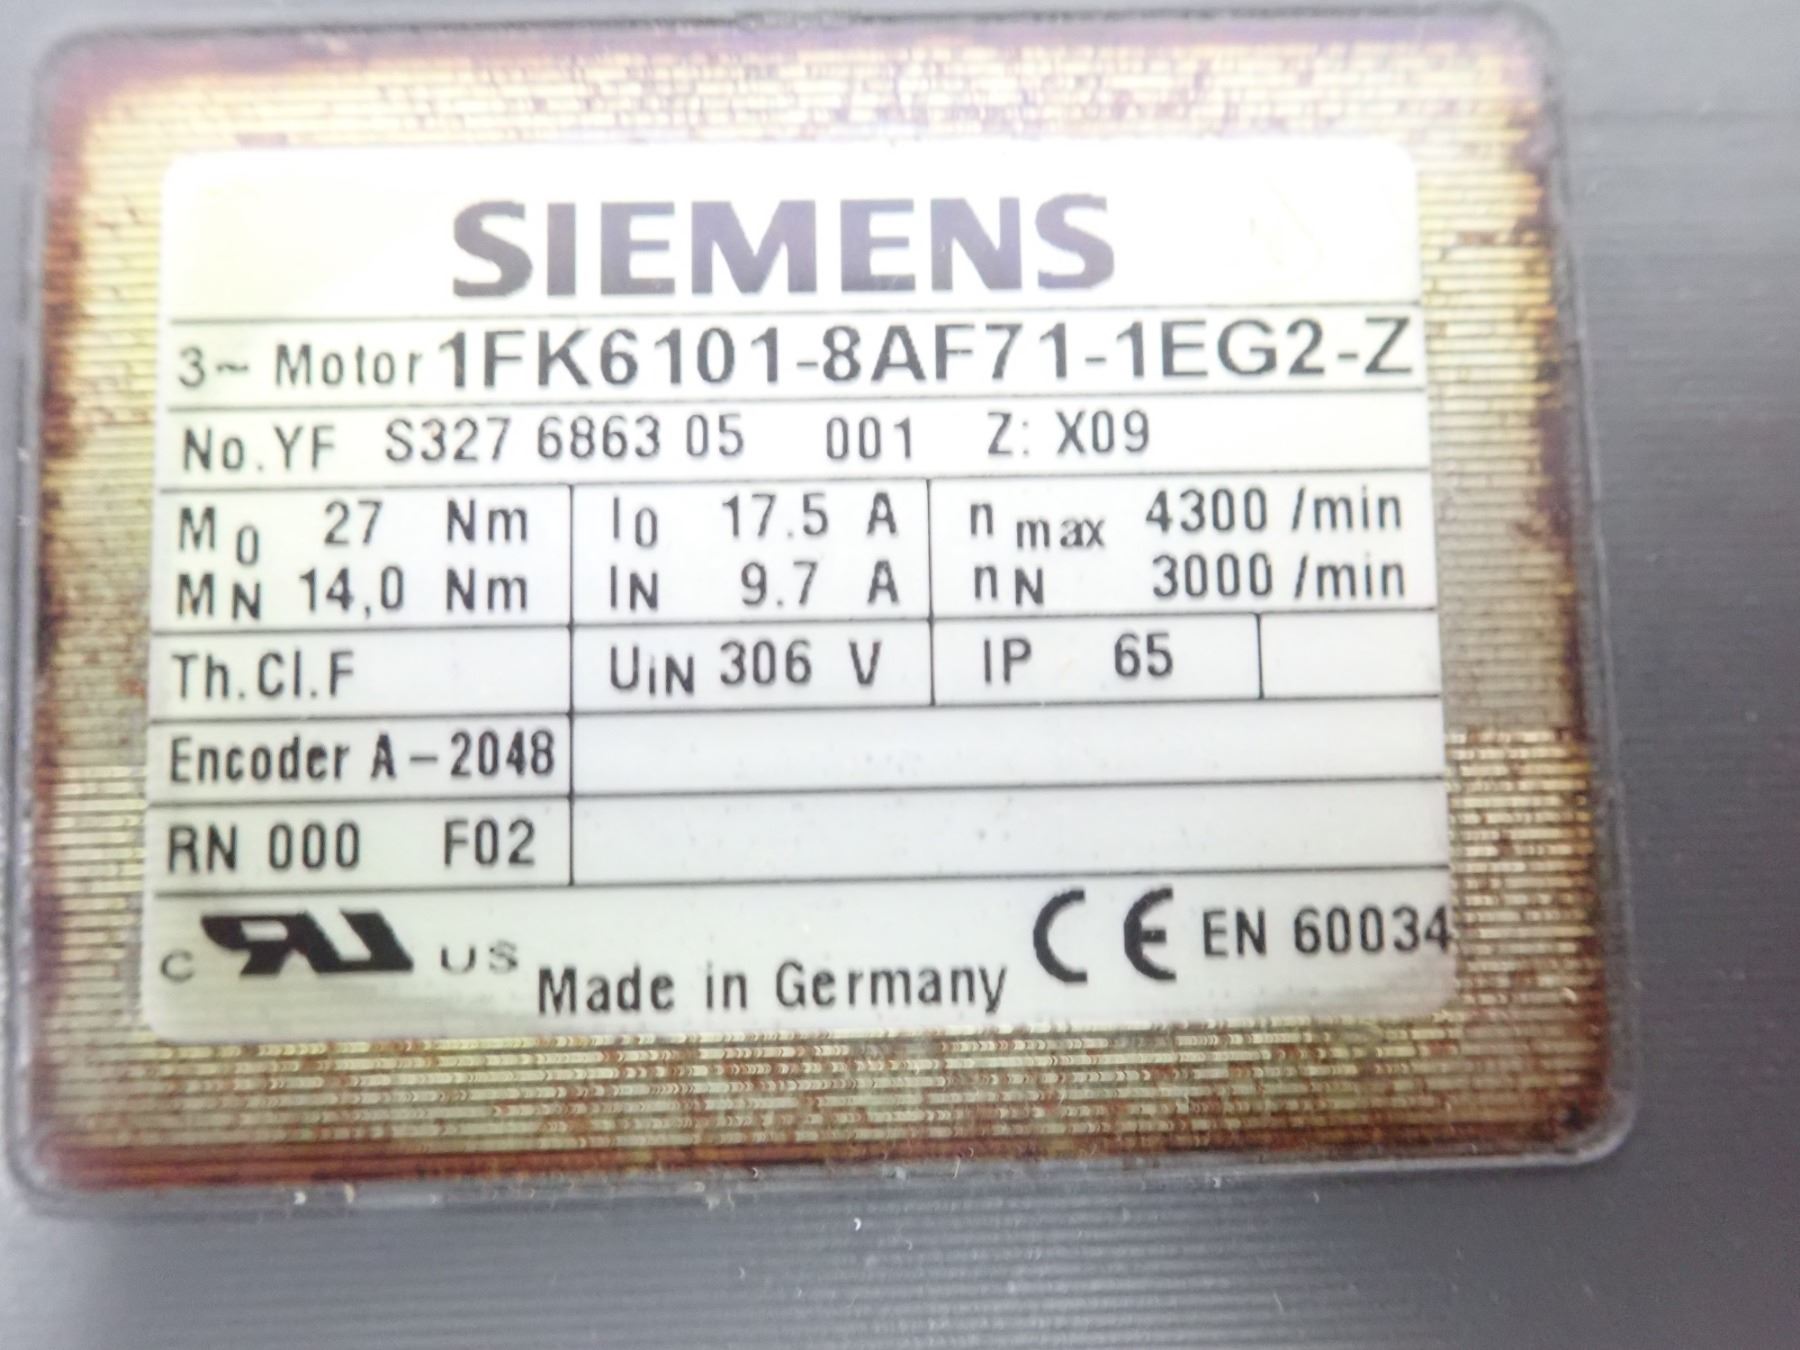 SIEMENS
3~ Motor 1FK6101-8AF71-1EG2-Z
No.YF S327 6863 05 001 Z: X09
M0 27 Nm I0 17.5 A n max 4300 /min
MN 14,0 Nm IN 9.7 A nN 3000 /min
Th.Cl.F UiN 306 V IP 65
Encoder A-2048
RN 000 F02
c RU US Made in Germany CE EN 60034